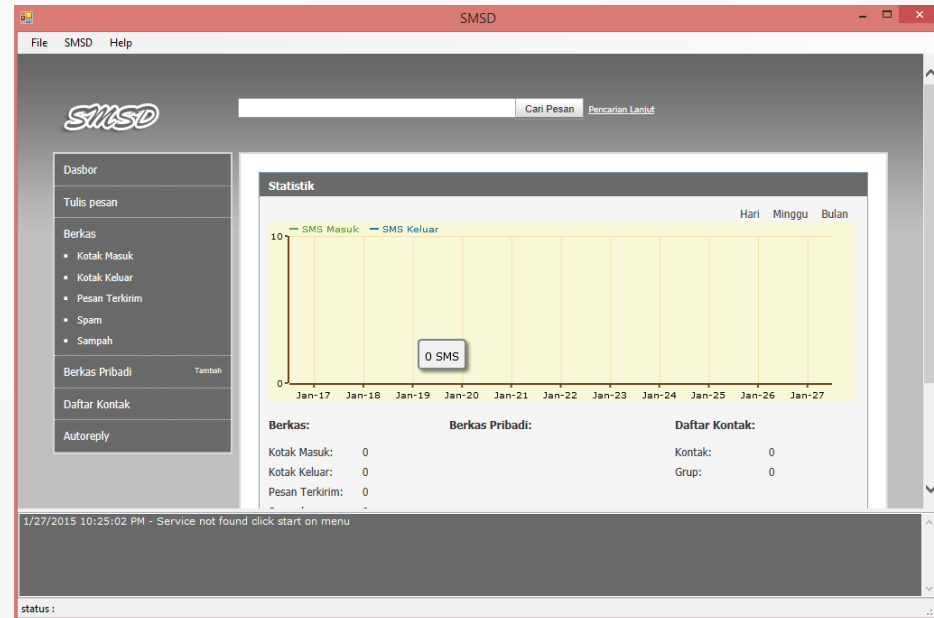 SMSD
File SMSD Help
SMSD
Cari Pesan Pencarian Lanjut
Dasbor
Tulis pesan
Berkas
Kotak Masuk
Kotak Keluar
Pesan Terkirim
Spam
Sampah
Berkas Pribadi Tambah
Daftar Kontak
Autoreply
Statistik
Hari Minggu Bulan
SMS Masuk SMS Keluar
10
0 SMS
0
Jan-17 Jan-18 Jan-19 Jan-20 Jan-21 Jan-22 Jan-23 Jan-24 Jan-25 Jan-26 Jan-27
Berkas: Berkas Pribadi: Daftar Kontak:
Kotak Masuk: 0 Kontak: 0
Kotak Keluar: 0 Grup: 0
Pesan Terkirim: 0
1/27/2015 10:25:02 PM - Service not found click start on menu
status :